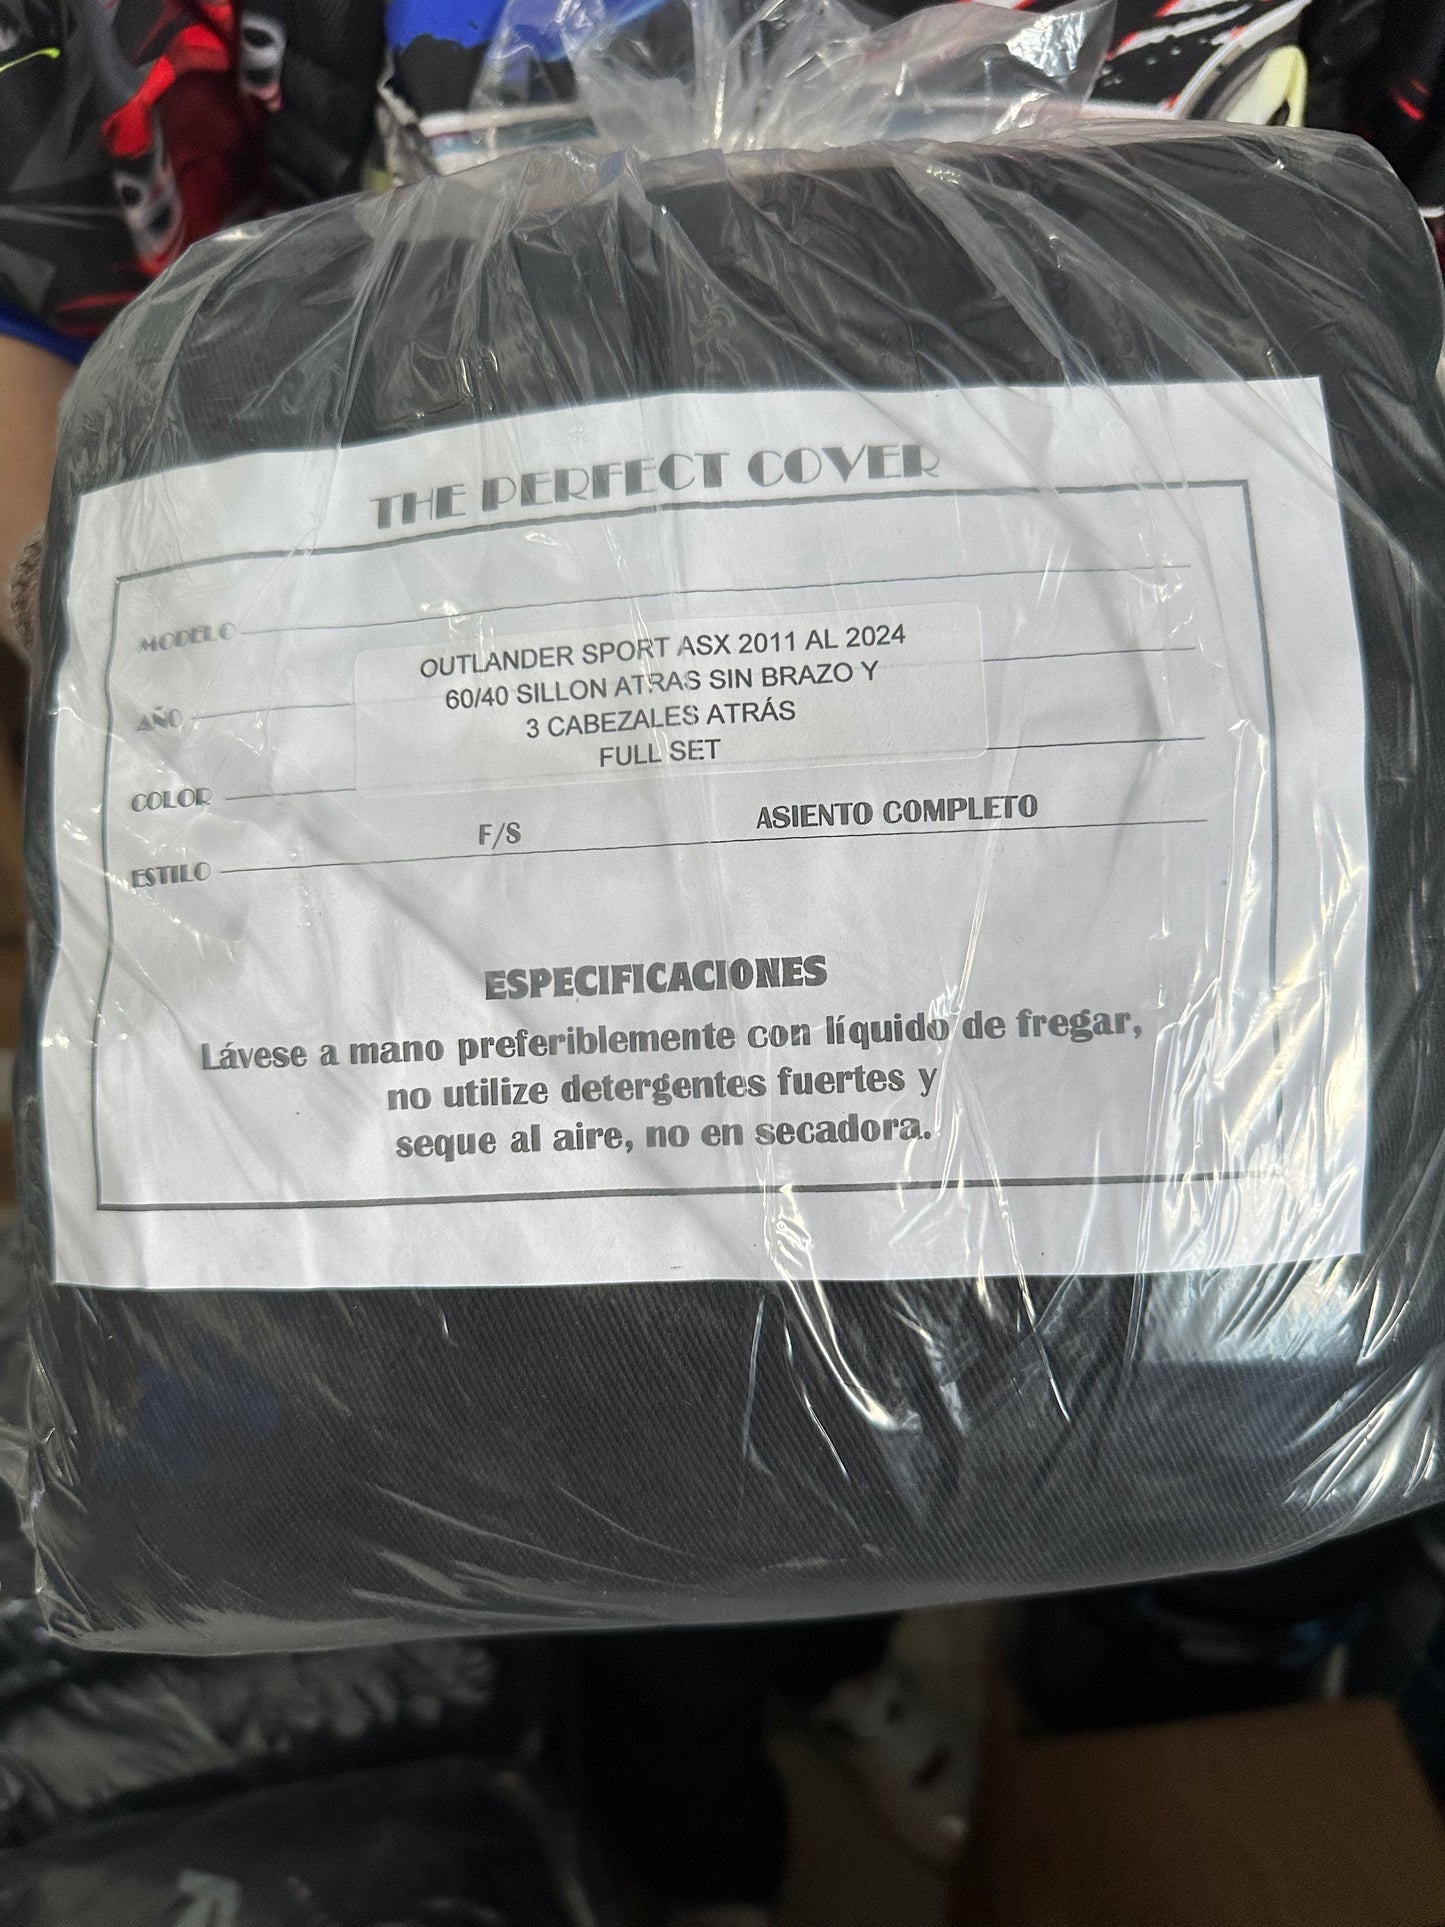 THE PERFECT COVER
MODELO
OUTLANDER SPORT ASX 2011 AL 2024
60/40 SILLON ATRAS SIN BRAZO Y
AÑO
3 CABEZALES ATRÁS
FULL SET
COLOR
F/S ASIENTO COMPLETO
ESTILO
ESPECIFICACIONES
Lávese a mano preferiblemente con líquido de fregar,
no utilize detergentes fuertes y
seque al aire, no en secadora.